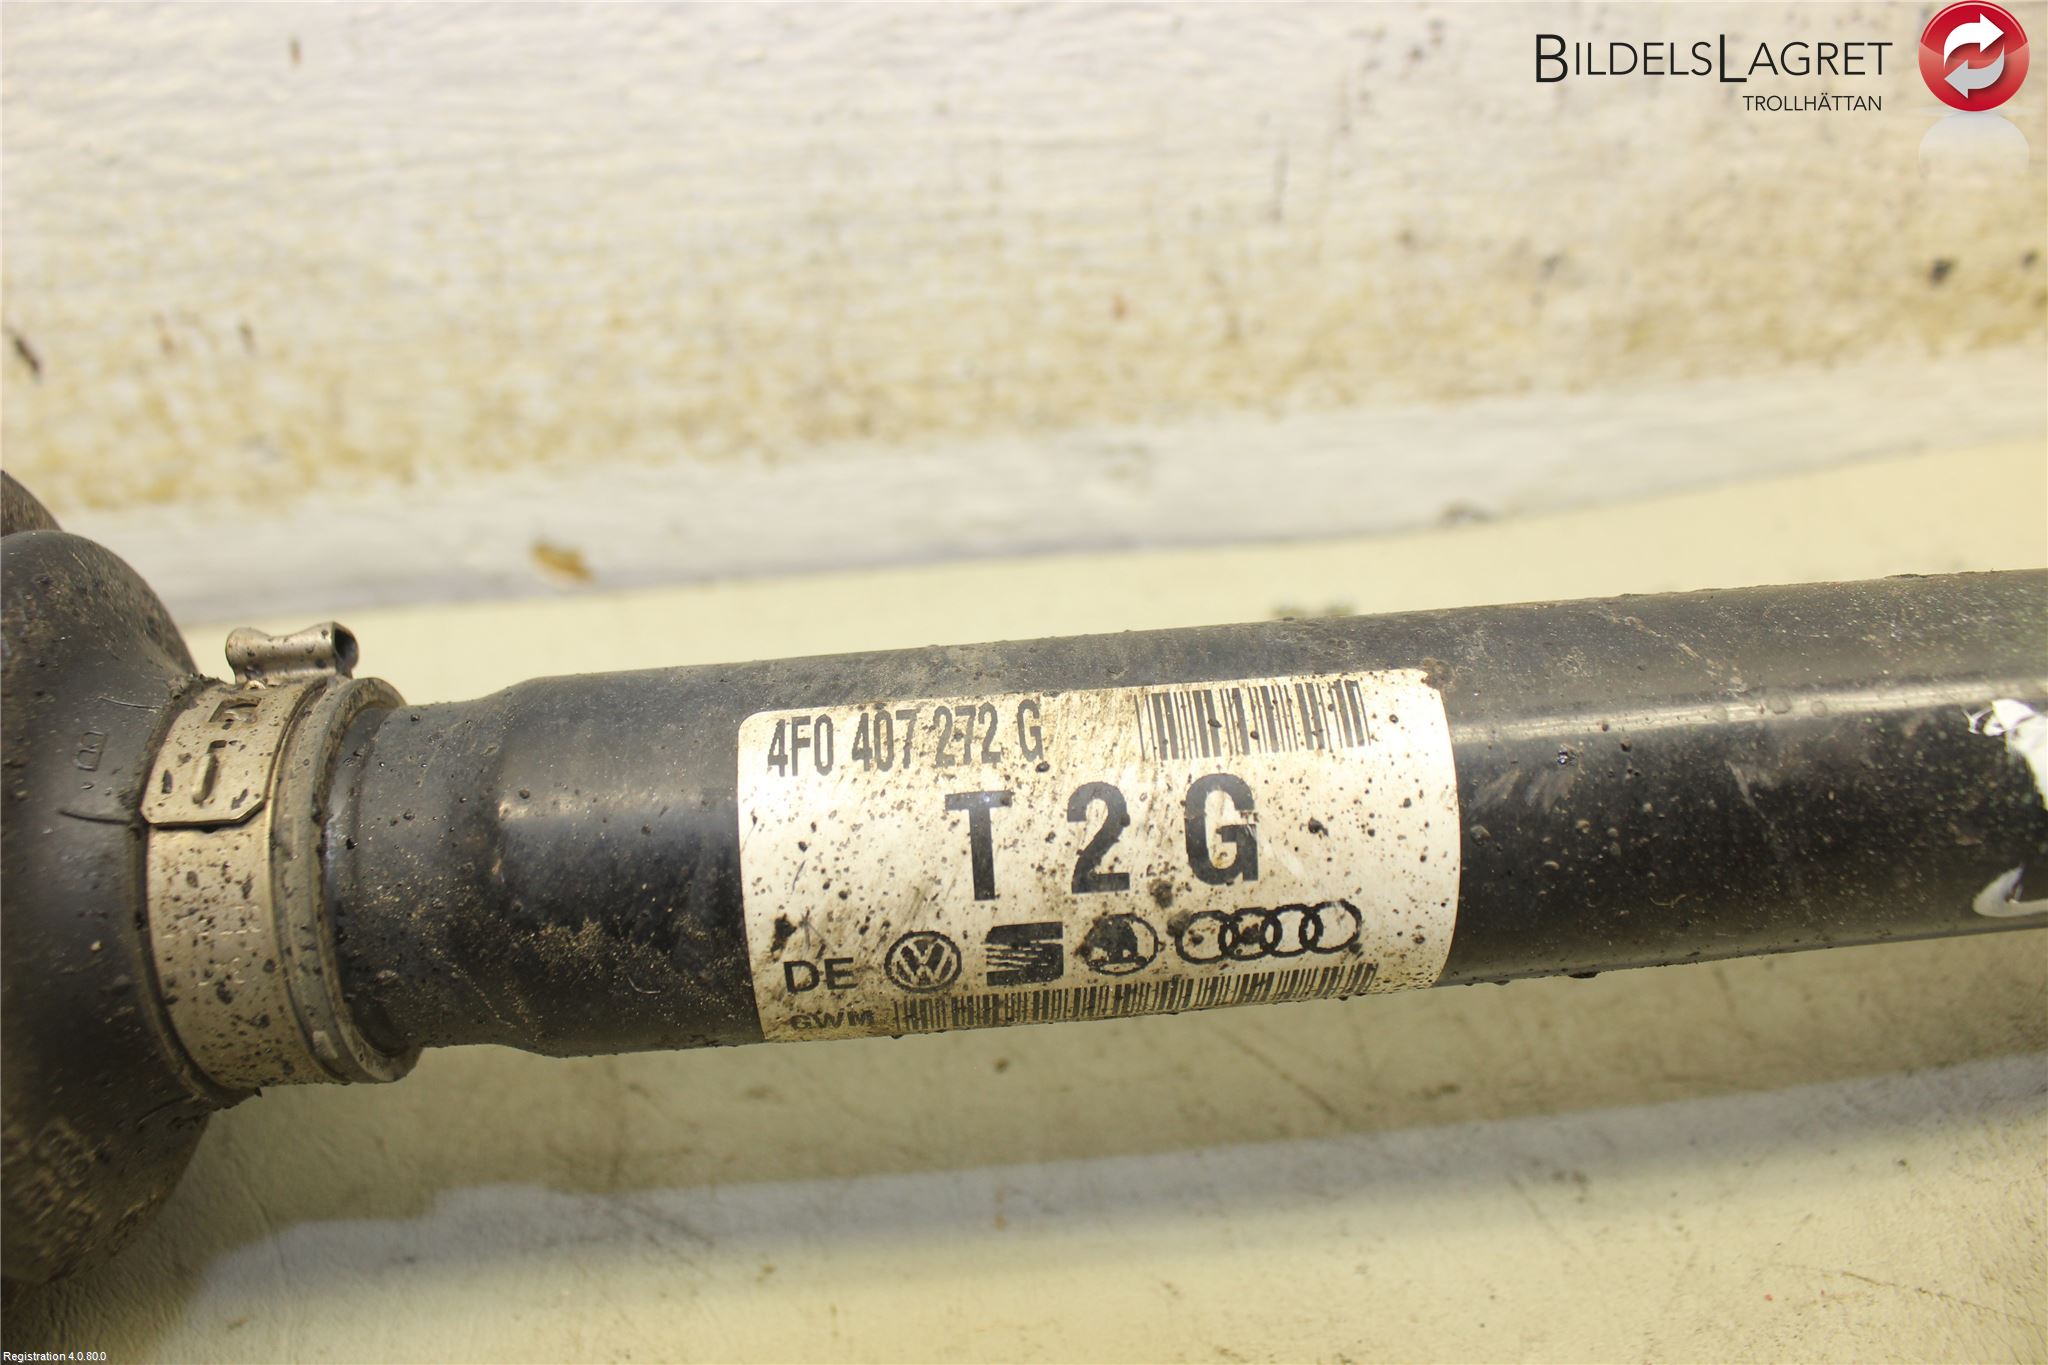 BILDELSLAGRET
TROLLHÄTTAN
4F0 407 272 G
T 2 G
DE
GWM
Registration 4.0.80.0